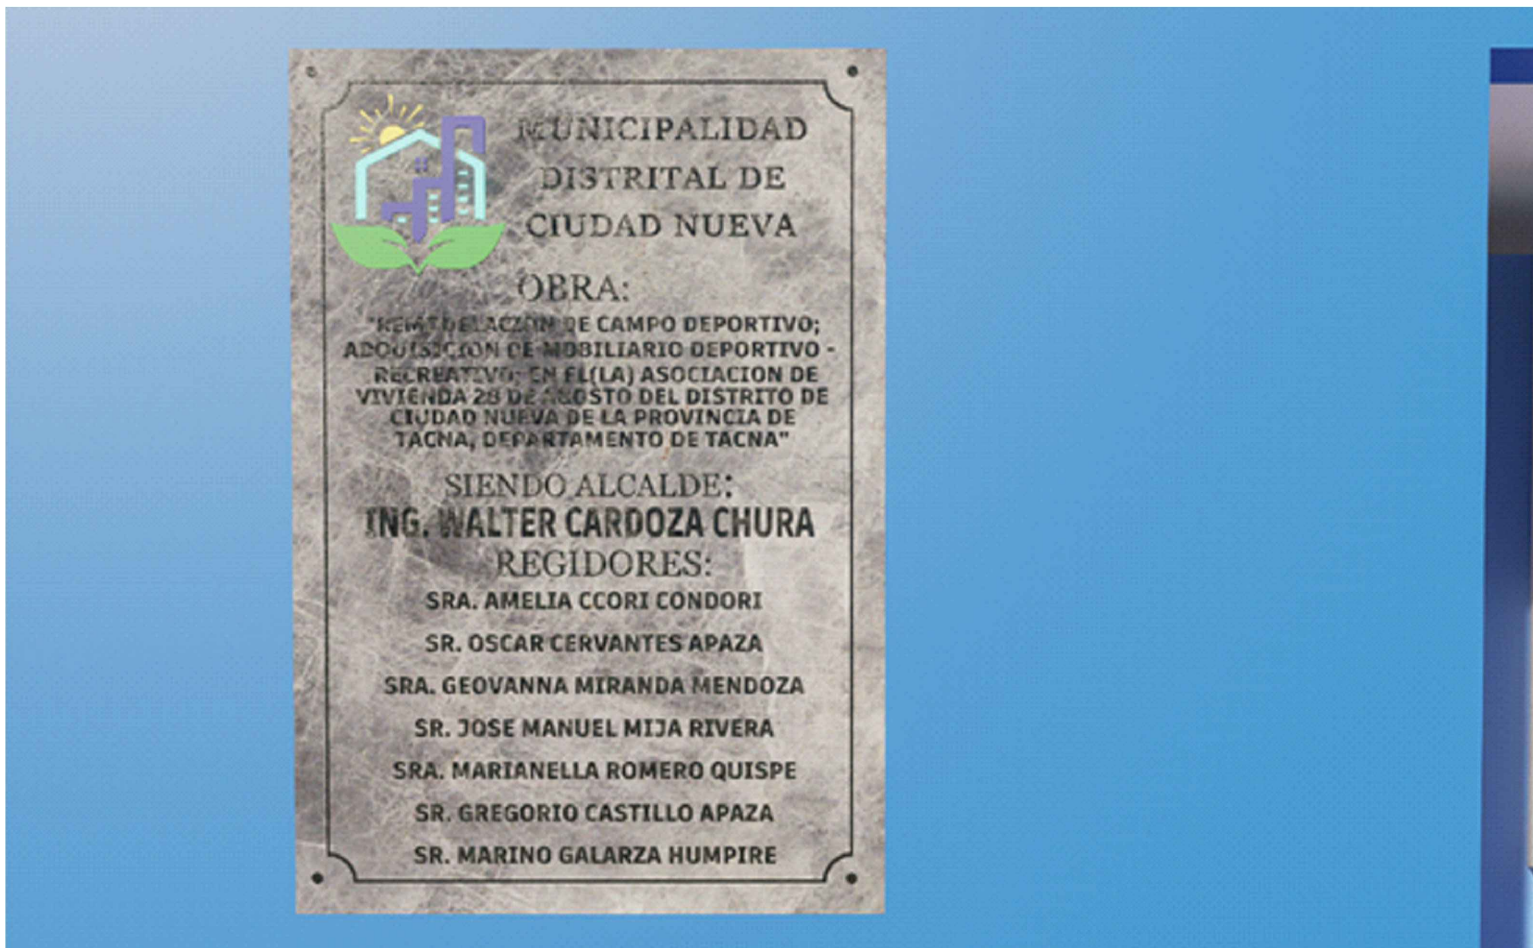 MUNICIPALIDAD
DISTRITAL DE
CIUDAD NUEVA
OBRA:
"REMODELACION DE CAMPO DEPORTIVO;
ADQUISICION DE MOBILIARIO DEPORTIVO -
RECREATIVO; EN EL(LA) ASOCIACION DE
VIVIENDA 28 DE AGOSTO DEL DISTRITO DE
CIUDAD NUEVA DE LA PROVINCIA DE
TACNA, DEPARTAMENTO DE TACNA"
SIENDO ALCALDE:
ING. WALTER CARDOZA CHURA
REGIDORES:
SRA. AMELIA CCORI CONDORI
SR. OSCAR CERVANTES APAZA
SRA. GEOVANNA MIRANDA MENDOZA
SR. JOSE MANUEL MIJA RIVERA
SRA. MARIANELLA ROMERO QUISPE
SR. GREGORIO CASTILLO APAZA
SR. MARINO GALARZA HUMPIRE